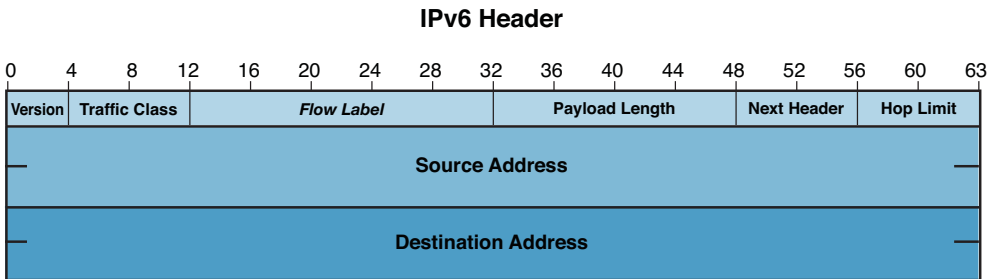 IPv6 Header
0 4 8 12 16 20 24 28 32 36 40 44 48 52 56 60 63
Version Traffic Class Flow Label Payload Length Next Header Hop Limit
Source Address
Destination Address